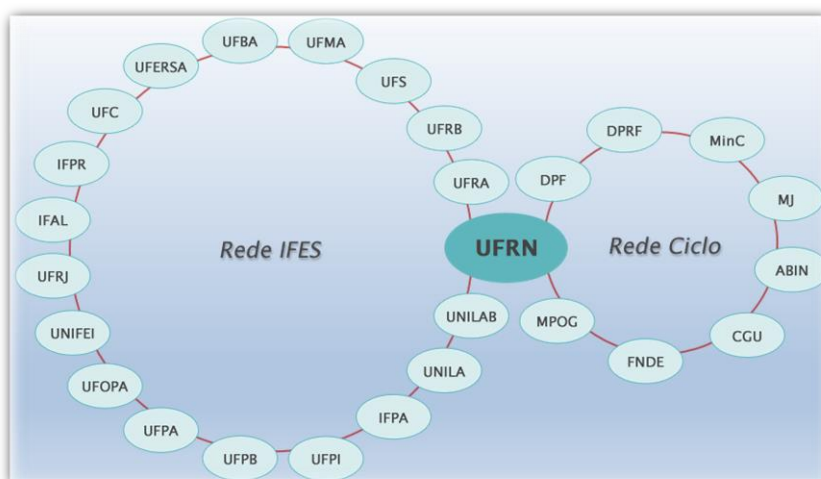 UFBA
UFMA
UFERSA
UFS
UFC
UFRB
DPRF
MinC
IFPR
UFRA
DPF
MJ
IFAL
Rede IFES
UFRN
Rede Ciclo
UFRJ
ABIN
UNILAB
MPOG
UNIFEI
CGU
FNDE
UFOPA
UNILA
UFPA
IFPA
UFPB
UFPI